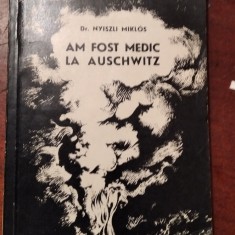 Dr. NYISZLI MIKLÓS
AM FOST MEDIC
LA AUSCHWITZ